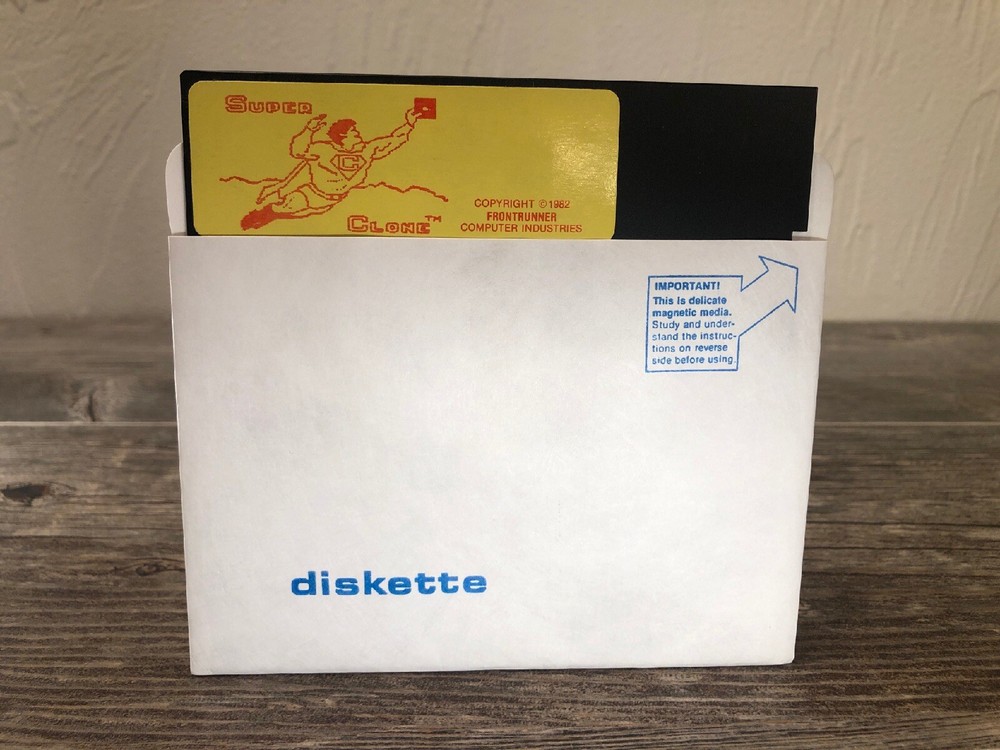 SUPER
C
CLONE™
COPYRIGHT ©1982
FRONTRUNNER
COMPUTER INDUSTRIES
IMPORTANT!
This is delicate
magnetic media.
Study and under-
stand the instruc-
tions on reverse
side before using.
diskette